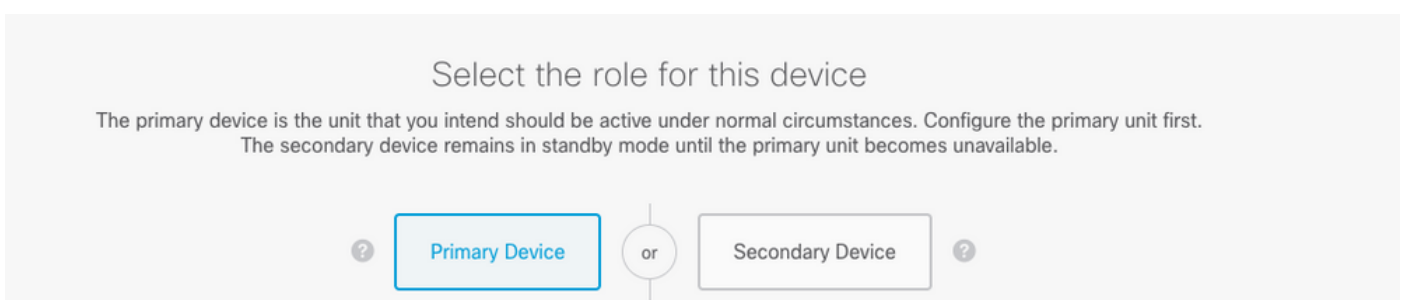 Select the role for this device
The primary device is the unit that you intend should be active under normal circumstances. Configure the primary unit first.
The secondary device remains in standby mode until the primary unit becomes unavailable.
? Primary Device or Secondary Device ?